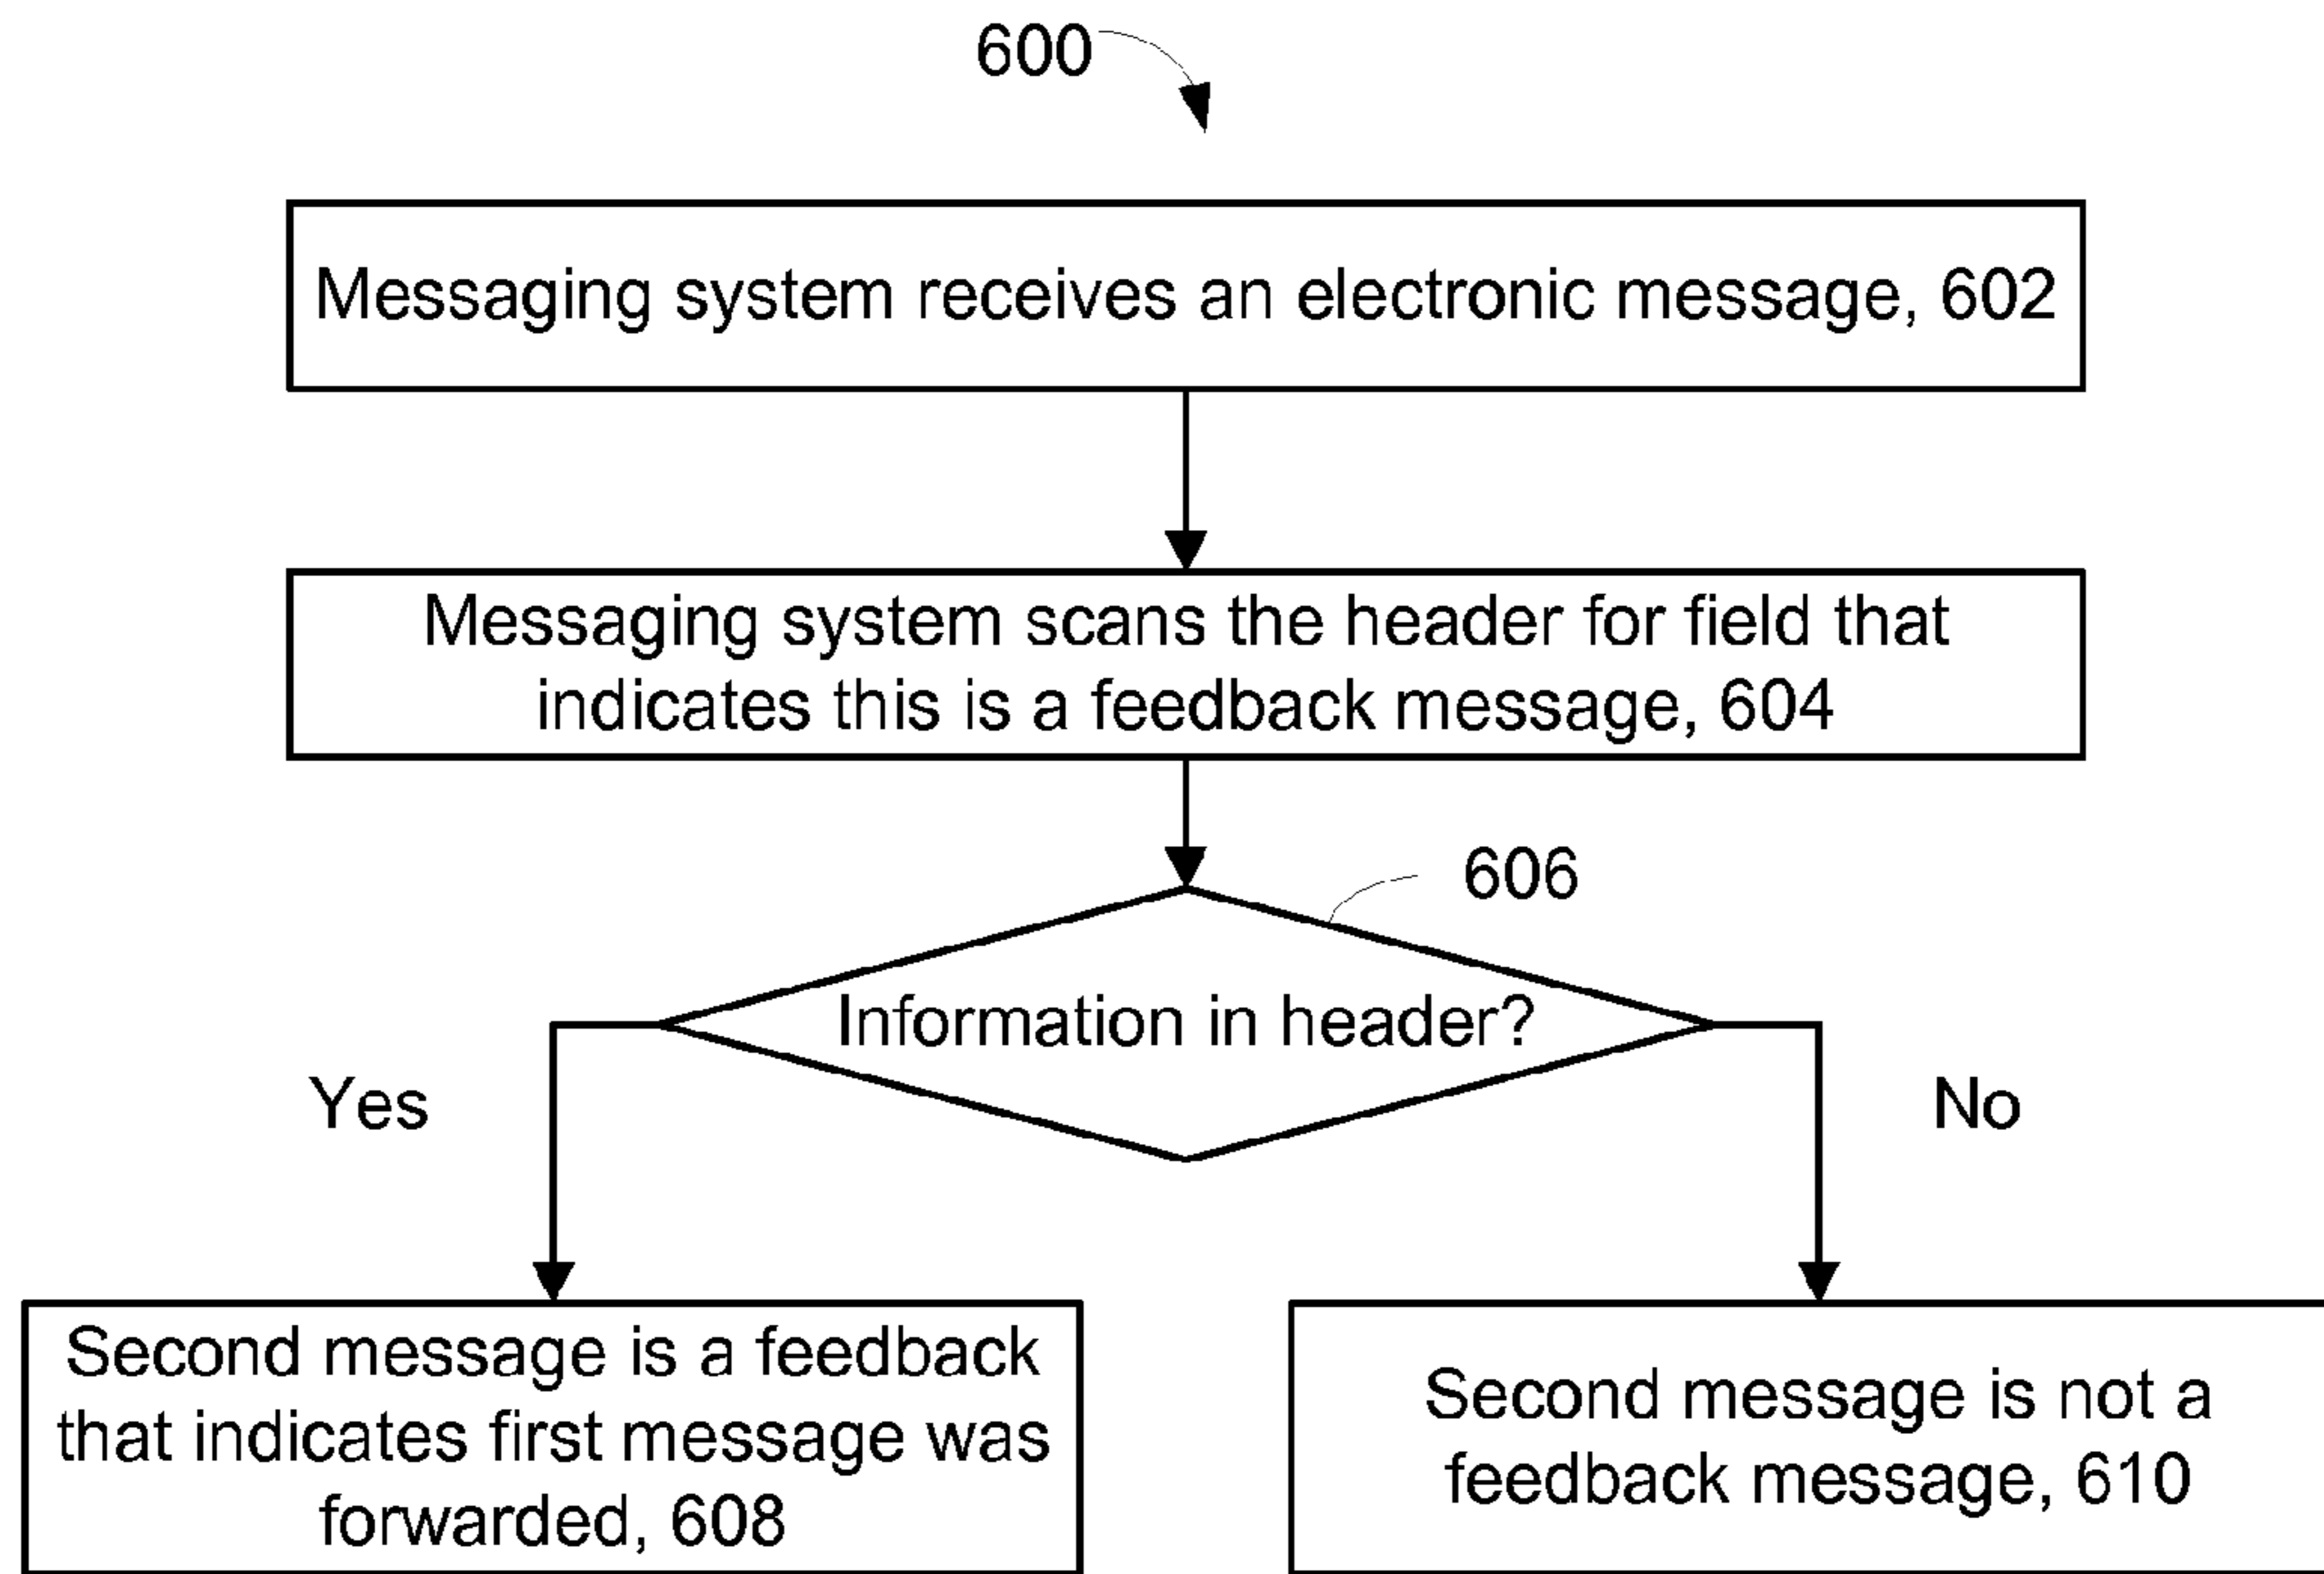 600
Messaging system receives an electronic message, 602
Messaging system scans the header for field that
indicates this is a feedback message, 604
606
Information in header?
Yes
No
Second message is a feedback
that indicates first message was
forwarded, 608
Second message is not a
feedback message, 610